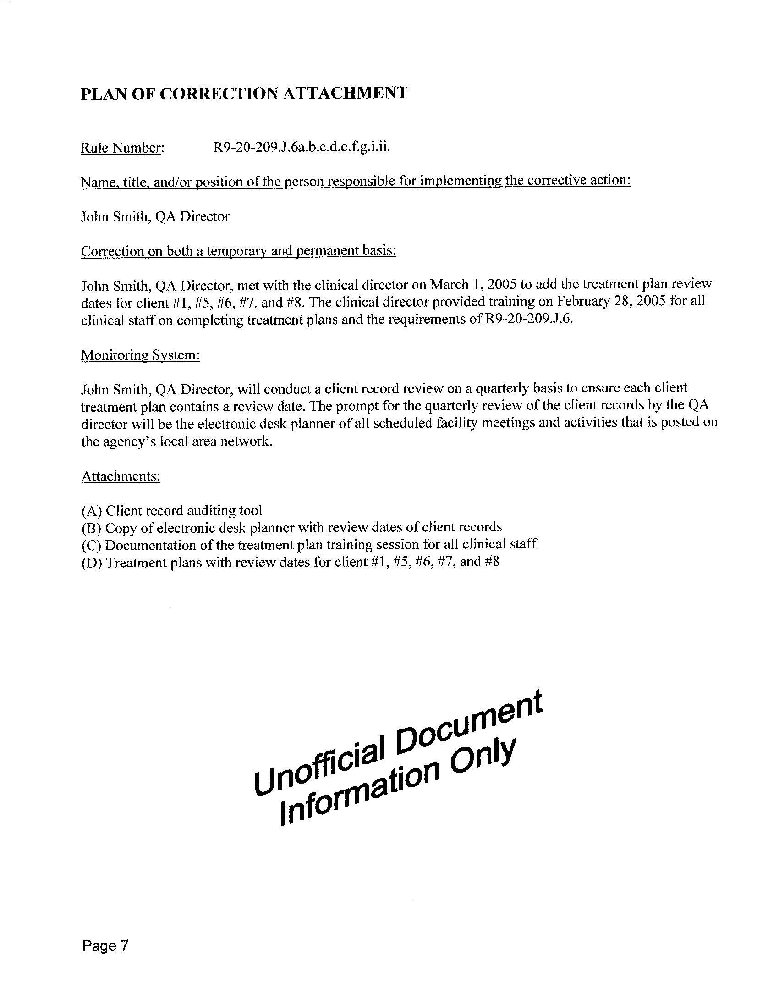 PLAN OF CORRECTION ATTACHMENT
Rule Number: R9-20-209.J.6a.b.c.d.e.f.g.i.ii.
Name, title, and/or position of the person responsible for implementing the corrective action:
John Smith, QA Director
Correction on both a temporary and permanent basis:
John Smith, QA Director, met with the clinical director on March 1, 2005 to add the treatment plan review
dates for client #1, #5, #6, #7, and #8. The clinical director provided training on February 28, 2005 for all
clinical staff on completing treatment plans and the requirements of R9-20-209.J.6.
Monitoring System:
John Smith, QA Director, will conduct a client record review on a quarterly basis to ensure each client
treatment plan contains a review date. The prompt for the quarterly review of the client records by the QA
director will be the electronic desk planner of all scheduled facility meetings and activities that is posted on
the agency's local area network.
Attachments:
(A) Client record auditing tool
(B) Copy of electronic desk planner with review dates of client records
(C) Documentation of the treatment plan training session for all clinical staff
(D) Treatment plans with review dates for client #1, #5, #6, #7, and #8
Unofficial Document
Information Only
Page 7